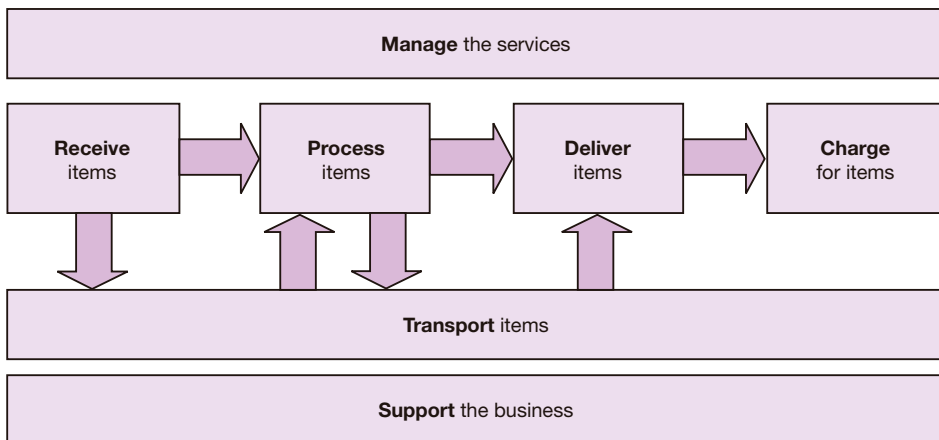 Manage the services
Receive
items
Process
items
Deliver
items
Charge
for items
Transport items
Support the business